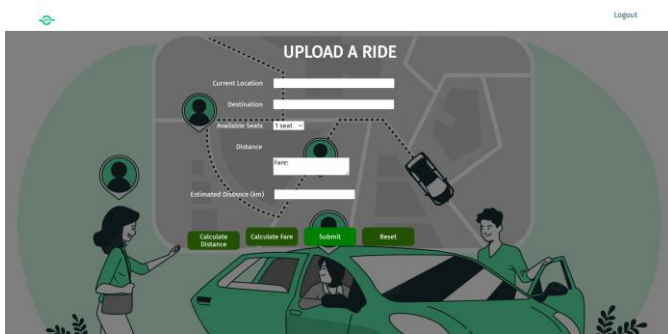 Logout
UPLOAD A RIDE
Current Location
Destination
Available Seats 1 seat
Distance
Fare:
Estimated Distance (km)
Calculate Distance Calculate Fare Submit Reset